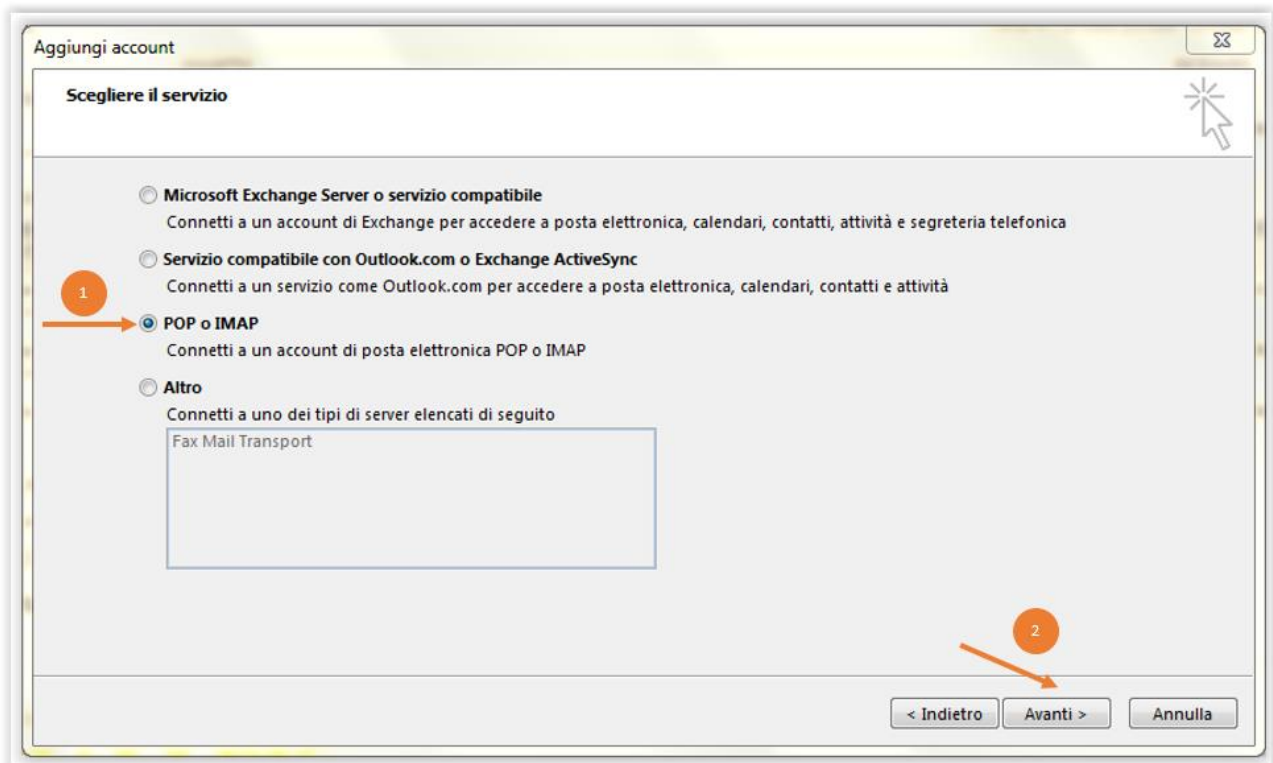 Aggiungi account
Scegliere il servizio
Microsoft Exchange Server o servizio compatibile
Connetti a un account di Exchange per accedere a posta elettronica, calendari, contatti, attività e segreteria telefonica
Servizio compatibile con Outlook.com o Exchange ActiveSync
Connetti a un servizio come Outlook.com per accedere a posta elettronica, calendari, contatti e attività
1
POP o IMAP
Connetti a un account di posta elettronica POP o IMAP
Altro
Connetti a uno dei tipi di server elencati di seguito
Fax Mail Transport
2
< Indietro
Avanti >
Annulla